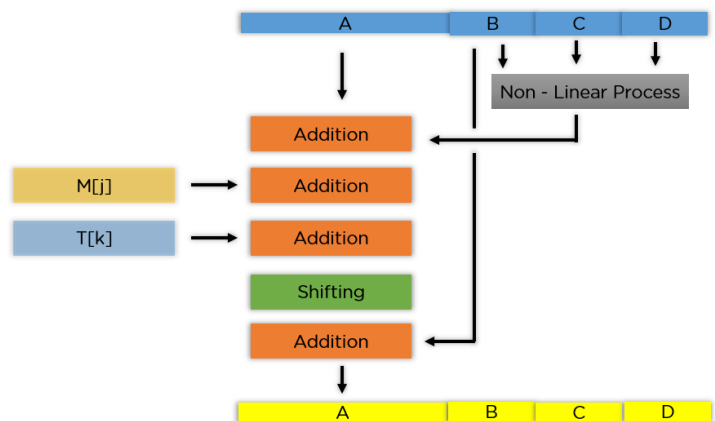 A B C D
Non - Linear Process
Addition
M[j] Addition
T[k] Addition
Shifting
Addition
A B C D